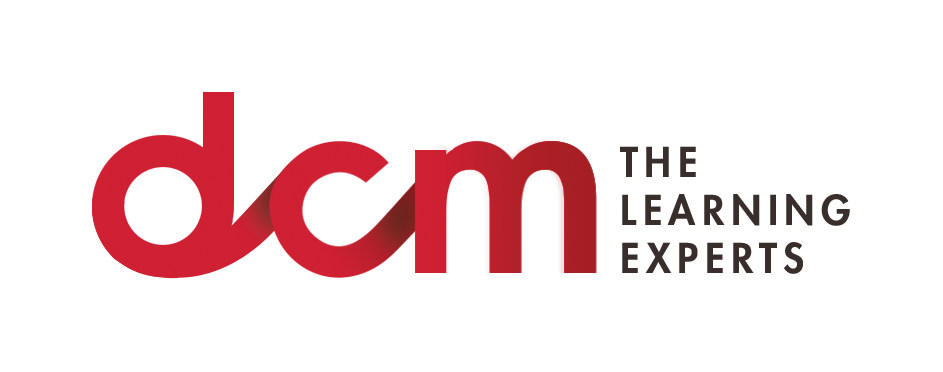 dcm
THE
LEARNING
EXPERTS